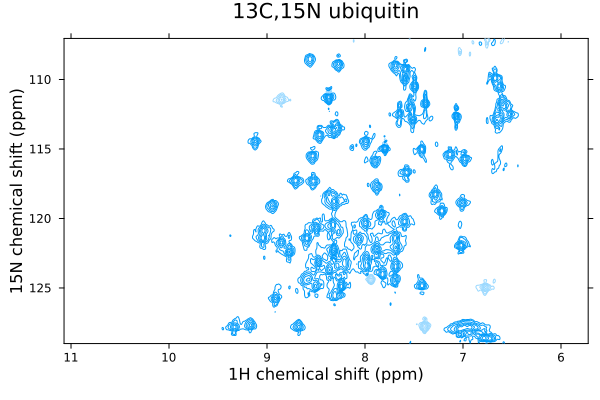 13C,15N ubiquitin
110
115
120
125
15N chemical shift (ppm)
11 10 9 8 7 6
1H chemical shift (ppm)